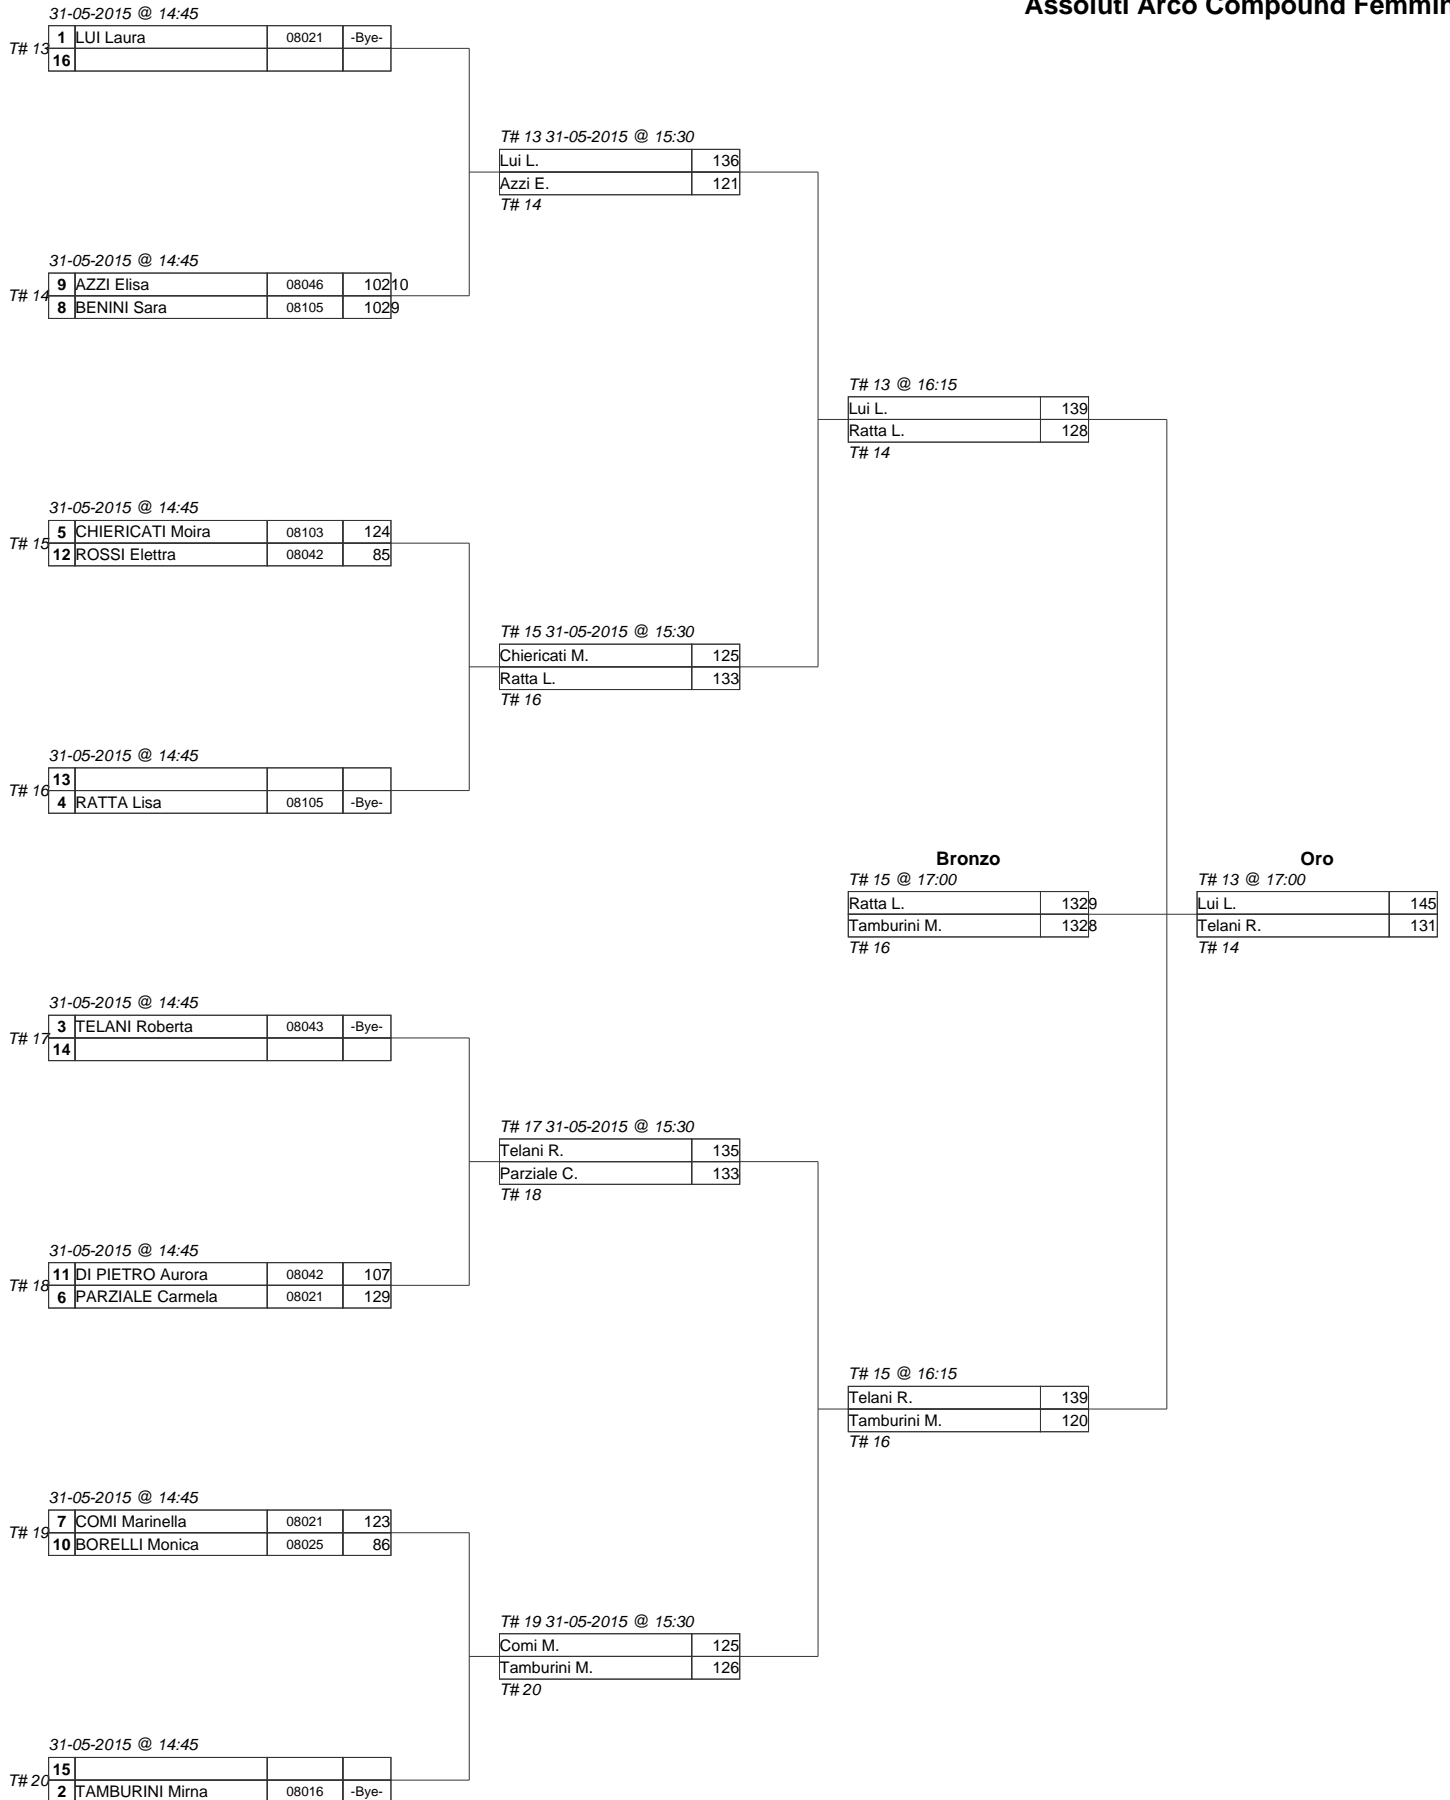 Assoluti Arco Compound Femmin
31-05-2015 @ 14:45
T# 13
1 LUI Laura 08021 -Bye-
16
T# 13 31-05-2015 @ 15:30
Lui L. 136
Azzi E. 121
T# 14
31-05-2015 @ 14:45
T# 14
9 AZZI Elisa 08046 10210
8 BENINI Sara 08105 1029
T# 13 @ 16:15
Lui L. 139
Ratta L. 128
T# 14
31-05-2015 @ 14:45
T# 15
5 CHIERICATI Moira 08103 124
12 ROSSI Elettra 08042 85
T# 15 31-05-2015 @ 15:30
Chiericati M. 125
Ratta L. 133
T# 16
31-05-2015 @ 14:45
T# 16
13
4 RATTA Lisa 08105 -Bye-
Bronzo
T# 15 @ 17:00
Ratta L. 1329
Tamburini M. 1328
T# 16
Oro
T# 13 @ 17:00
Lui L. 145
Telani R. 131
T# 14
31-05-2015 @ 14:45
T# 17
3 TELANI Roberta 08043 -Bye-
14
T# 17 31-05-2015 @ 15:30
Telani R. 135
Parziale C. 133
T# 18
31-05-2015 @ 14:45
T# 18
11 DI PIETRO Aurora 08042 107
6 PARZIALE Carmela 08021 129
T# 15 @ 16:15
Telani R. 139
Tamburini M. 120
T# 16
31-05-2015 @ 14:45
T# 19
7 COMI Marinella 08021 123
10 BORELLI Monica 08025 86
T# 19 31-05-2015 @ 15:30
Comi M. 125
Tamburini M. 126
T# 20
31-05-2015 @ 14:45
T# 20
15
2 TAMBURINI Mirna 08016 -Bye-